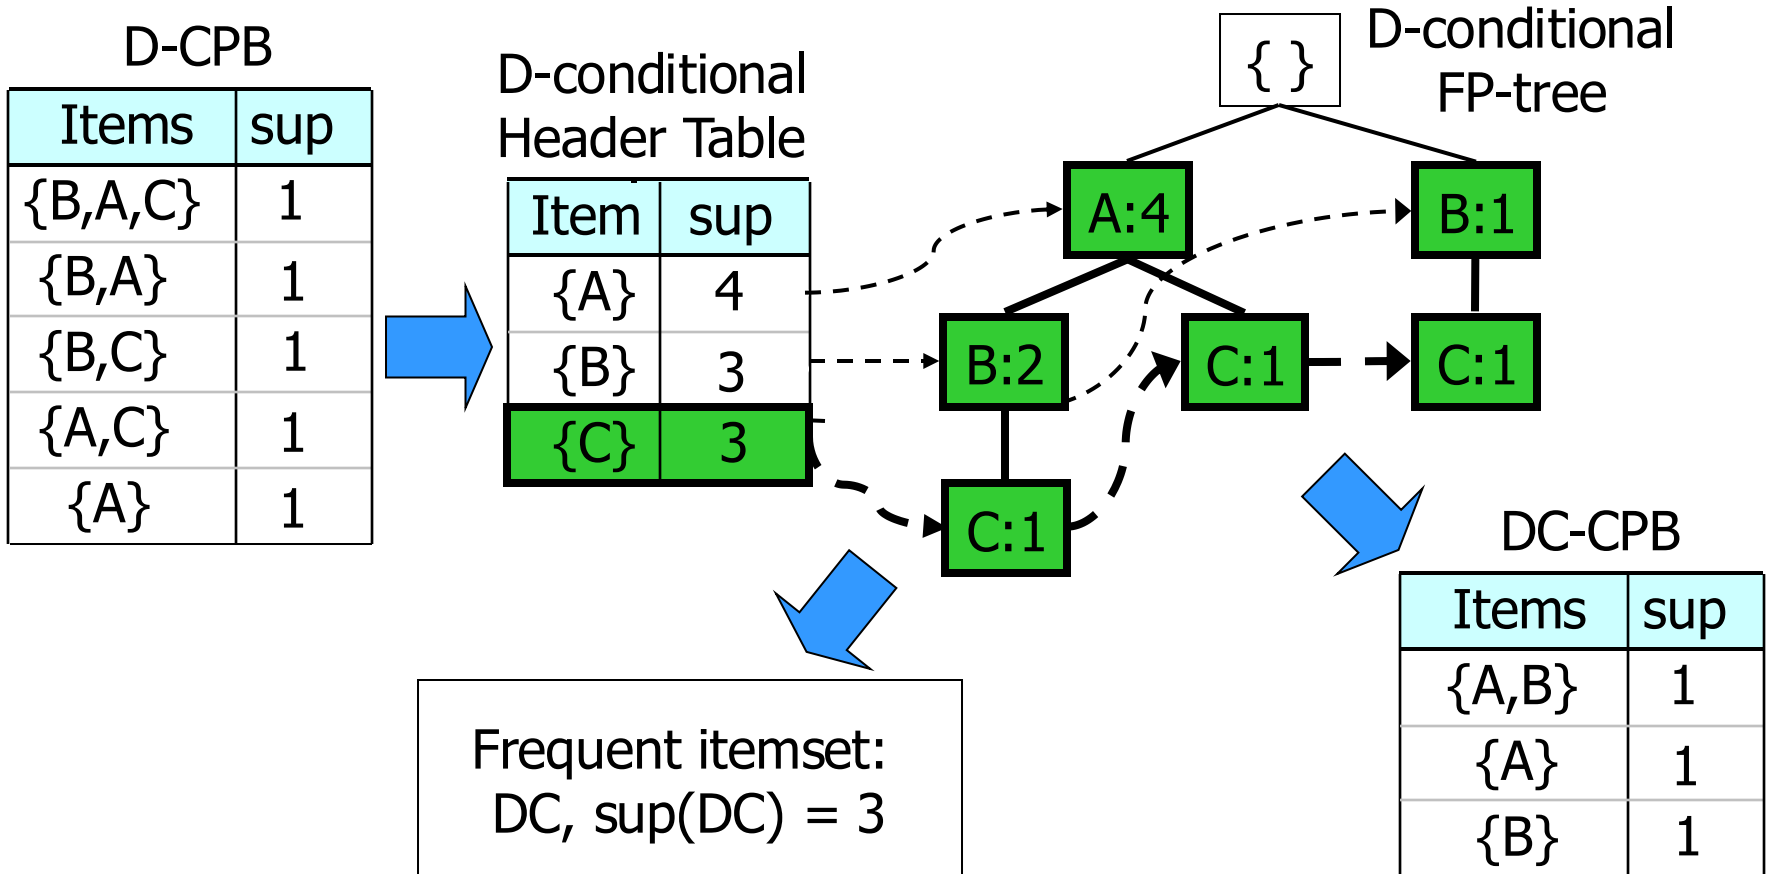 D-CPB
Items sup
{B,A,C} 1
{B,A} 1
{B,C} 1
{A,C} 1
{A} 1
D-conditional
Header Table
Item sup
{A} 4
{B} 3
{C} 3
D-conditional
FP-tree
{ }
A:4 B:1
B:2 C:1 C:1
C:1
Frequent itemset:
DC, sup(DC) = 3
DC-CPB
Items sup
{A,B} 1
{A} 1
{B} 1